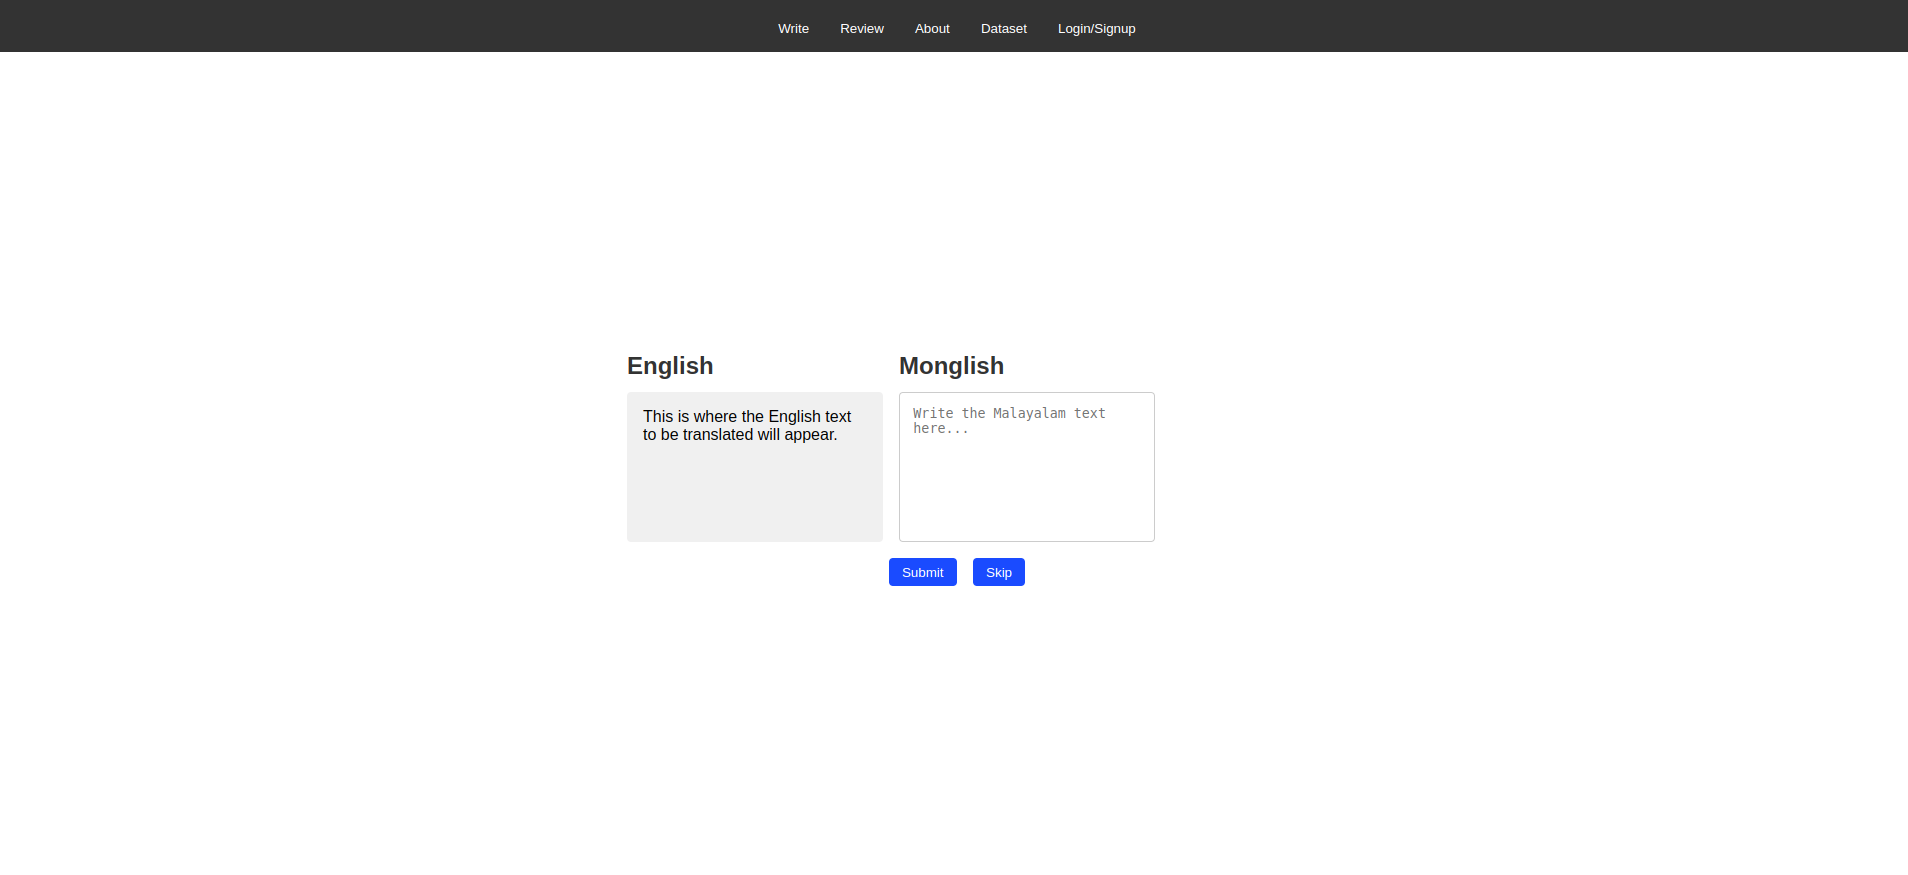 Write Review About Dataset Login/Signup
English
This is where the English text
to be translated will appear.
Monglish
Write the Malayalam text
here...
Submit Skip